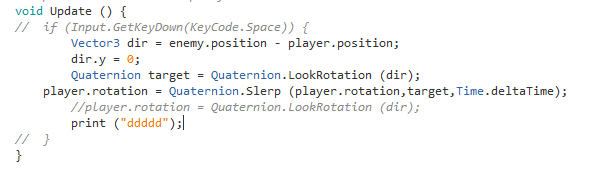 void Update () {
//  if (Input.GetKeyDown(KeyCode.Space)) {
Vector3 dir = enemy.position - player.position;
dir.y = 0;
Quaternion target = Quaternion.LookRotation (dir);
player.rotation = Quaternion.Slerp (player.rotation,target,Time.deltaTime);
//player.rotation = Quaternion.LookRotation (dir);
print ("ddddd");
//  }
}